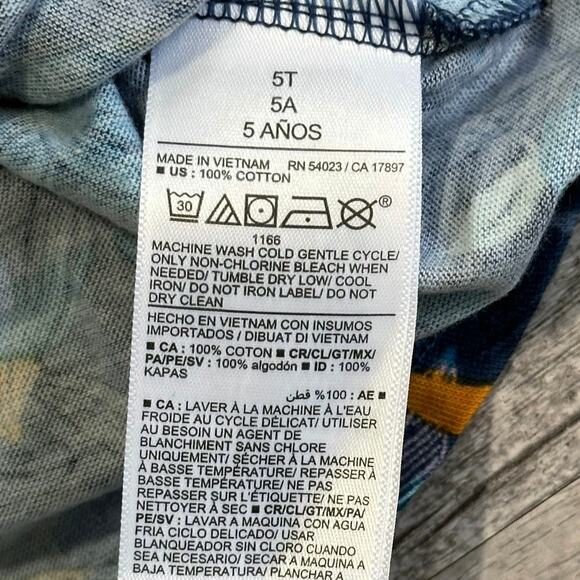 5T
5A
5 AÑOS
MADE IN VIETNAM RN 54023 / CA 17897
■ US : 100% COTTON
30 ®
1166
MACHINE WASH COLD GENTLE CYCLE/
ONLY NON-CHLORINE BLEACH WHEN
NEEDED/ TUMBLE DRY LOW/ COOL
IRON/ DO NOT IRON LABEL/ DO NOT
DRY CLEAN
HECHO EN VIETNAM CON INSUMOS
IMPORTADOS / DIBUAT DI VIETNAM
■ CA : 100% COTON ■ CR/CL/GT/MX/
PA/PE/SV : 100% algodón ■ ID : 100%
KAPAS
■ AE : 100% قطن
■ CA : LAVER À LA MACHINE À L'EAU
FROIDE AU CYCLE DÉLICAT/ UTILISER
AU BESOIN UN AGENT DE
BLANCHIMENT SANS CHLORE
UNIQUEMENT/ SÉCHER À LA MACHINE
À BASSE TEMPÉRATURE/ REPASSER À
BASSE TEMPÉRATURE/ NE PAS
REPASSER SUR L'ÉTIQUETTE/ NE PAS
NETTOYER À SEC ■ CR/CL/GT/MX/PA/
PE/SV : LAVAR A MAQUINA CON AGUA
FRIA CICLO DELICADO/ USAR
BLANQUEADOR SIN CLORO CUANDO
SEA NECESARIO/ SECAR A MAQUINA A
BAJA TEMPERATURA/ PLANCHAR A